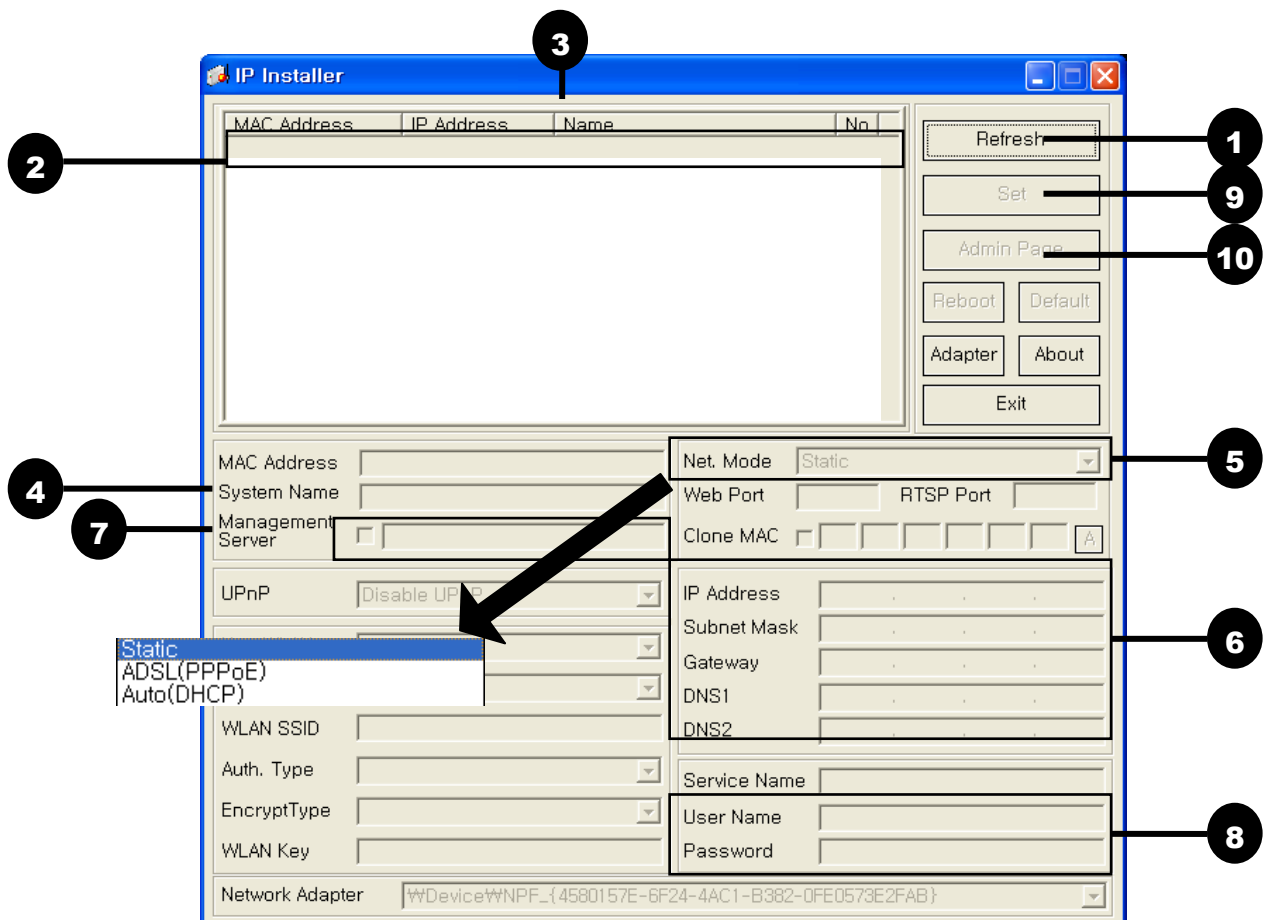 3
IP Installer
MAC Address IP Address Name No
2
Refresh
1
Set
9
Admin Page
10
Reboot Default
Adapter About
Exit
MAC Address
Net. Mode Static
5
4
System Name
Web Port RTSP Port
7
Management
Server
Clone MAC A
UPnP Disable UPnP
IP Address
Subnet Mask
6
Static
ADSL(PPPoE)
Auto(DHCP)
Gateway
DNS1
WLAN SSID
DNS2
Auth. Type
Service Name
EncryptType
User Name
8
WLAN Key
Password
Network Adapter ₩Device₩NPF_{4580157E-6F24-4AC1-B382-0FE0573E2FAB}